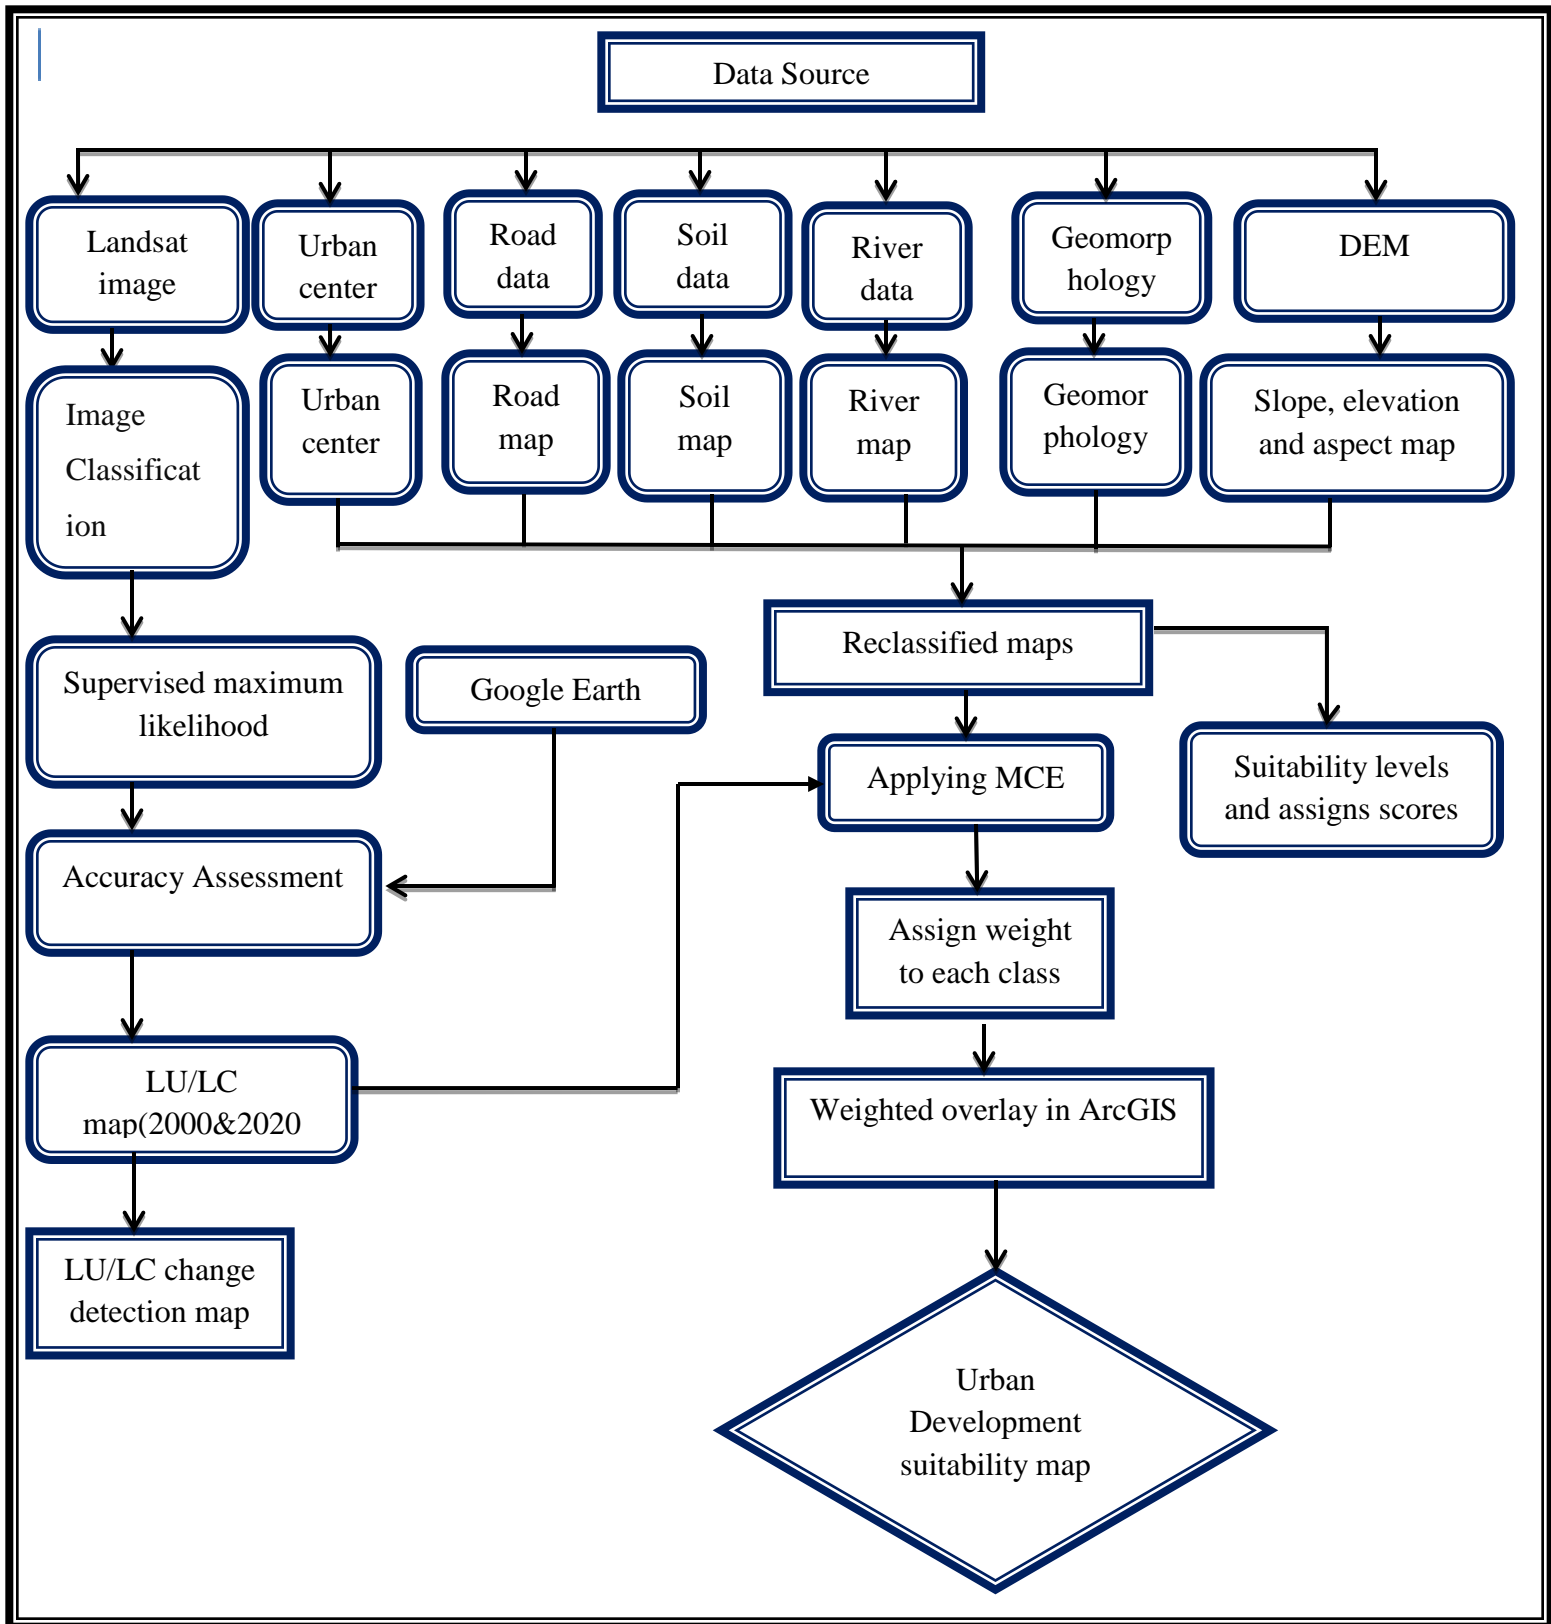 Data Source
Landsat
image
Urban
center
Road
data
Soil
data
River
data
Geomorp
hology
DEM
Image
Classificat
ion
Urban
center
Road
map
Soil
map
River
map
Geomor
phology
Slope, elevation
and aspect map
Reclassified maps
Supervised maximum
likelihood
Google Earth
Applying MCE
Suitability levels
and assigns scores
Accuracy Assessment
Assign weight
to each class
LU/LC
map(2000&2020
Weighted overlay in ArcGIS
LU/LC change
detection map
Urban
Development
suitability map